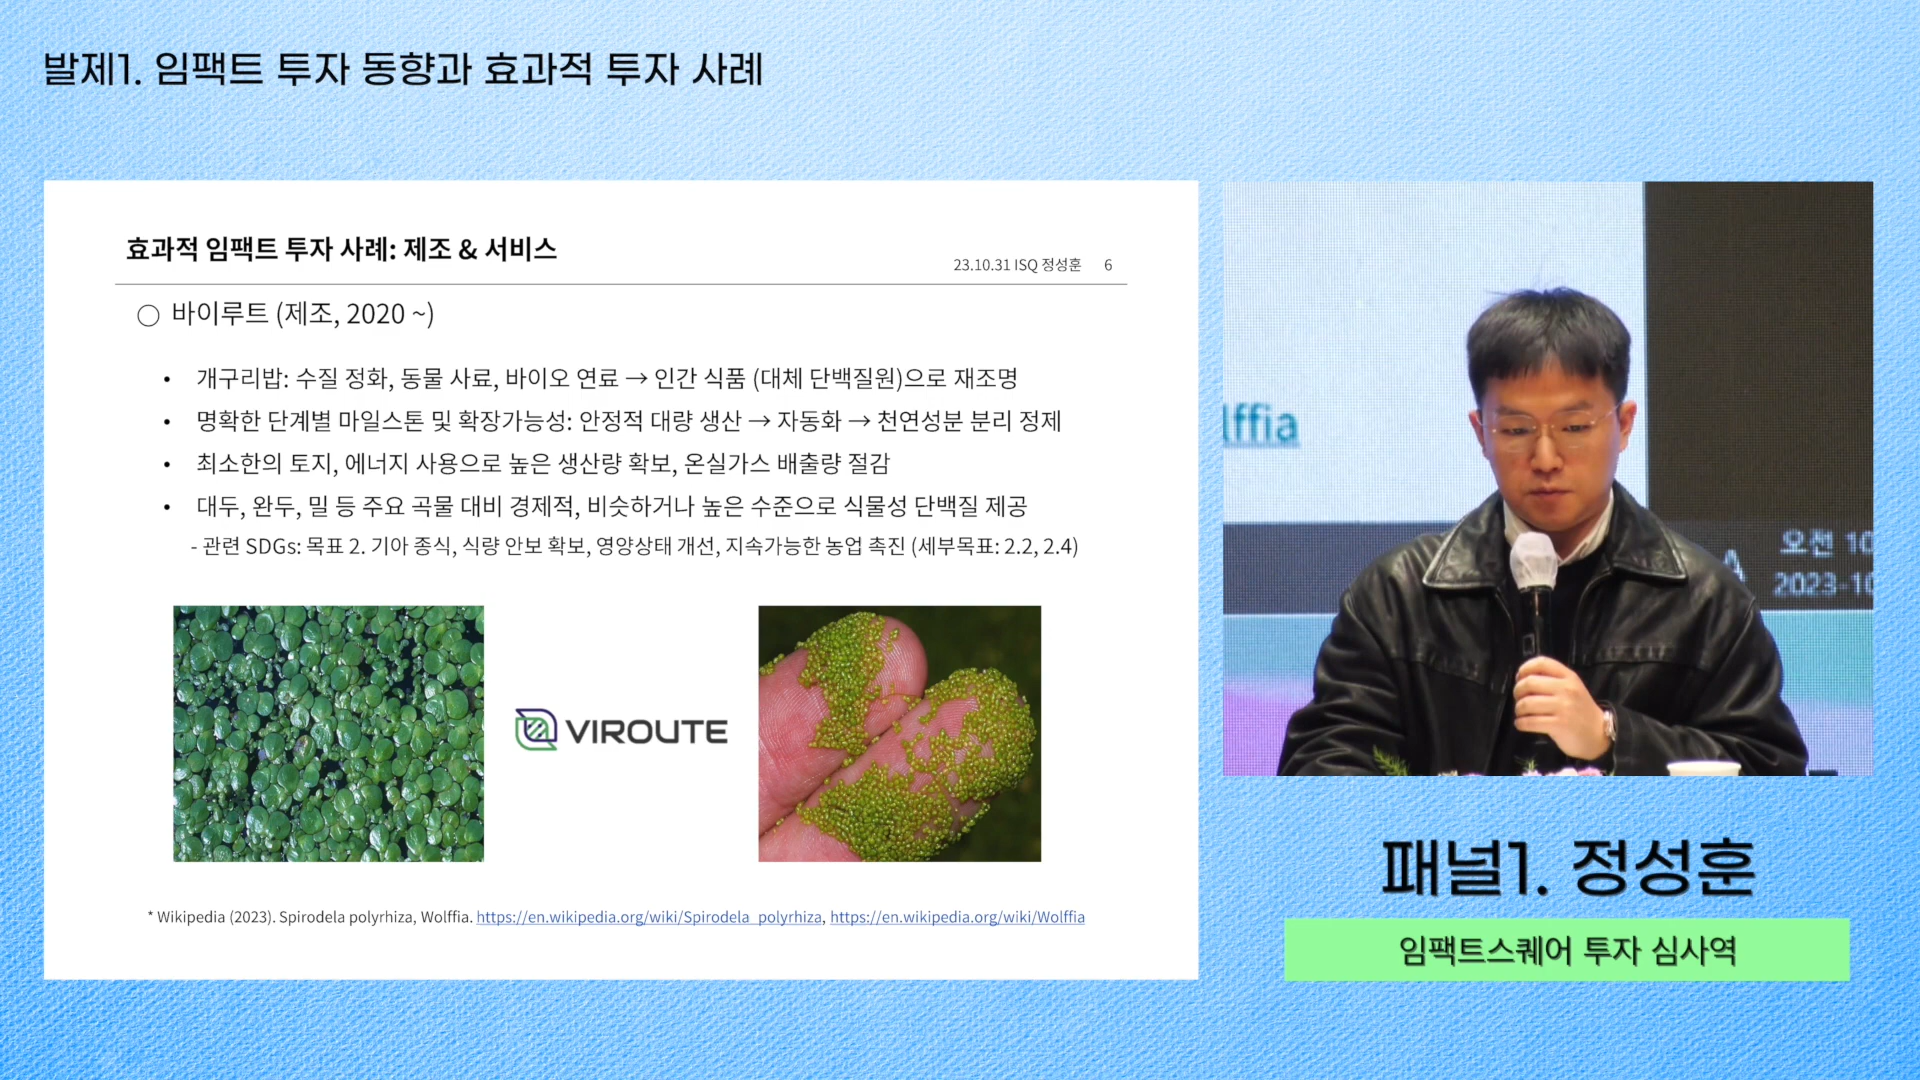 발제1. 임팩트 투자 동향과 효과적 투자 사례
효과적 임팩트 투자 사례: 제조 & 서비스
23.10.31 ISQ 정성훈 6
○ 바이루트 (제조, 2020 ~)
• 개구리밥: 수질 정화, 동물 사료, 바이오 연료 → 인간 식품 (대체 단백질원)으로 재조명
• 명확한 단계별 마일스톤 및 확장가능성: 안정적 대량 생산 → 자동화 → 천연성분 분리 정제
• 최소한의 토지, 에너지 사용으로 높은 생산량 확보, 온실가스 배출량 절감
• 대두, 완두, 밀 등 주요 곡물 대비 경제적, 비슷하거나 높은 수준으로 식물성 단백질 제공
- 관련 SDGs: 목표 2. 기아 종식, 식량 안보 확보, 영양상태 개선, 지속가능한 농업 촉진 (세부목표: 2.2, 2.4)
VIROUTE
* Wikipedia (2023). Spirodela polyrhiza, Wolffia. https://en.wikipedia.org/wiki/Spirodela_polyrhiza, https://en.wikipedia.org/wiki/Wolffia
lffia
오전 10
2023-10
패널1. 정성훈
임팩트스퀘어 투자 심사역